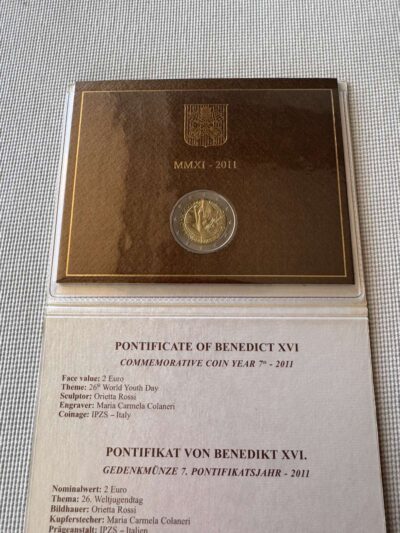 MMXI - 2011
PONTIFICATE OF BENEDICT XVI
COMMEMORATIVE COIN YEAR 7th - 2011
Face value: 2 Euro
Theme: 26th World Youth Day
Sculptor: Orietta Rossi
Engraver: Maria Carmela Colaneri
Coinage: IPZS – Italy
PONTIFIKAT VON BENEDIKT XVI.
GEDENKMÜNZE 7. PONTIFIKATSJAHR - 2011
Nominalwert: 2 Euro
Thema: 26. Weltjugendtag
Bildhauer: Orietta Rossi
Kupferstecher: Maria Carmela Colaneri
Prägeanstalt: IPZS – Italien